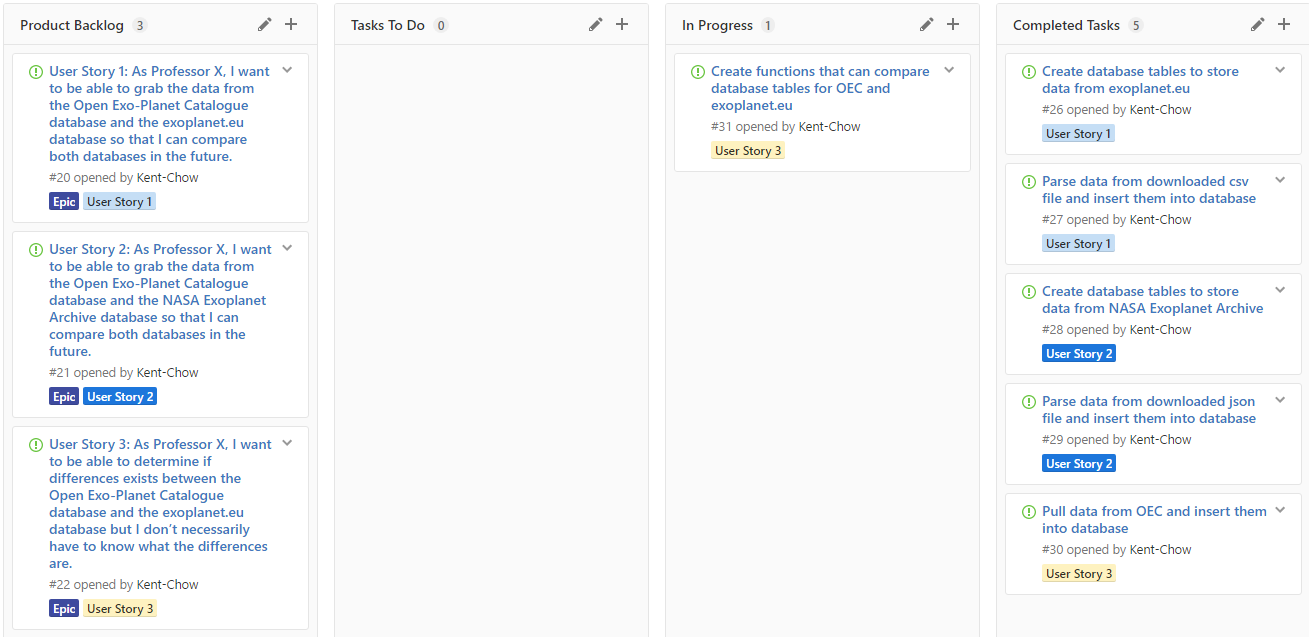 Product Backlog 3
User Story 1: As Professor X, I want
to be able to grab the data from
the Open Exo-Planet Catalogue
database and the exoplanet.eu
database so that I can compare
both databases in the future.
#20 opened by Kent-Chow
Epic User Story 1
User Story 2: As Professor X, I want
to be able to grab the data from
the Open Exo-Planet Catalogue
database and the NASA Exoplanet
Archive database so that I can
compare both databases in the
future.
#21 opened by Kent-Chow
Epic User Story 2
User Story 3: As Professor X, I want
to be able to determine if
differences exists between the
Open Exo-Planet Catalogue
database and the exoplanet.eu
database but I don’t necessarily
have to know what the differences
are.
#22 opened by Kent-Chow
Epic User Story 3
Tasks To Do 0
In Progress 1
Create functions that can compare
database tables for OEC and
exoplanet.eu
#31 opened by Kent-Chow
User Story 3
Completed Tasks 5
Create database tables to store
data from exoplanet.eu
#26 opened by Kent-Chow
User Story 1
Parse data from downloaded csv
file and insert them into database
#27 opened by Kent-Chow
User Story 1
Create database tables to store
data from NASA Exoplanet Archive
#28 opened by Kent-Chow
User Story 2
Parse data from downloaded json
file and insert them into database
#29 opened by Kent-Chow
User Story 2
Pull data from OEC and insert them
into database
#30 opened by Kent-Chow
User Story 3